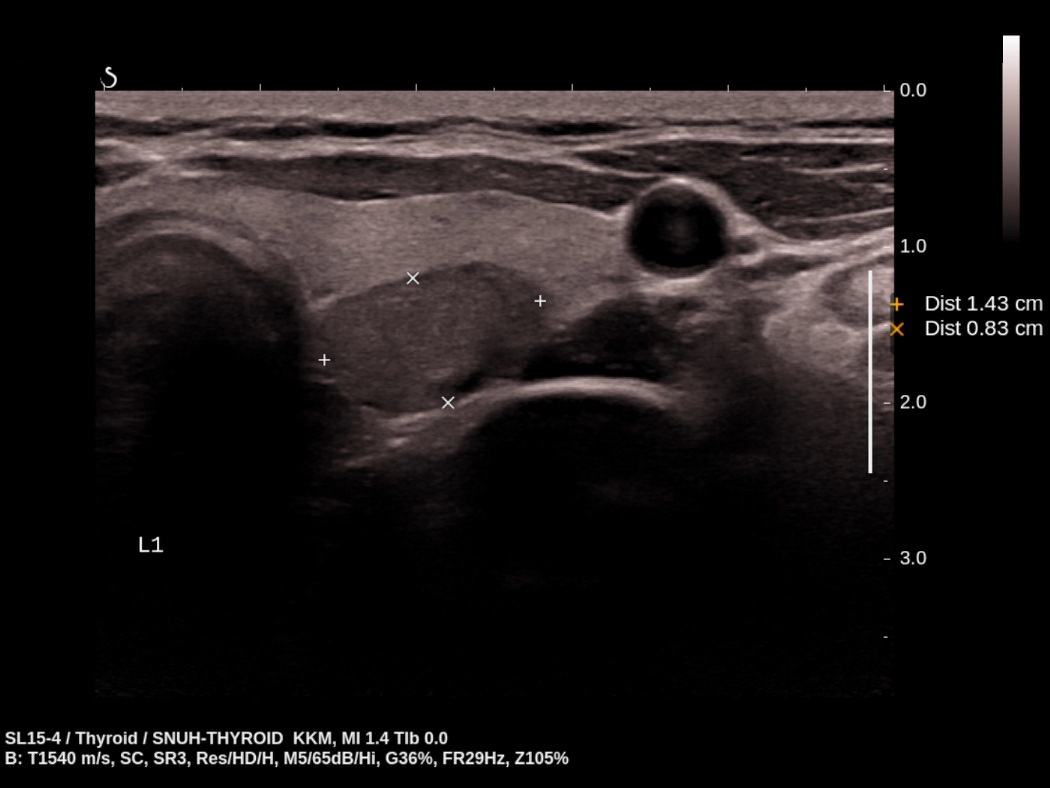 S
0.0
1.0
+ Dist 1.43 cm
× Dist 0.83 cm
2.0
3.0
L1
SL15-4 / Thyroid / SNUH-THYROID KKM, MI 1.4 TIb 0.0
B: T1540 m/s, SC, SR3, Res/HD/H, M5/65dB/Hi, G36%, FR29Hz, Z105%